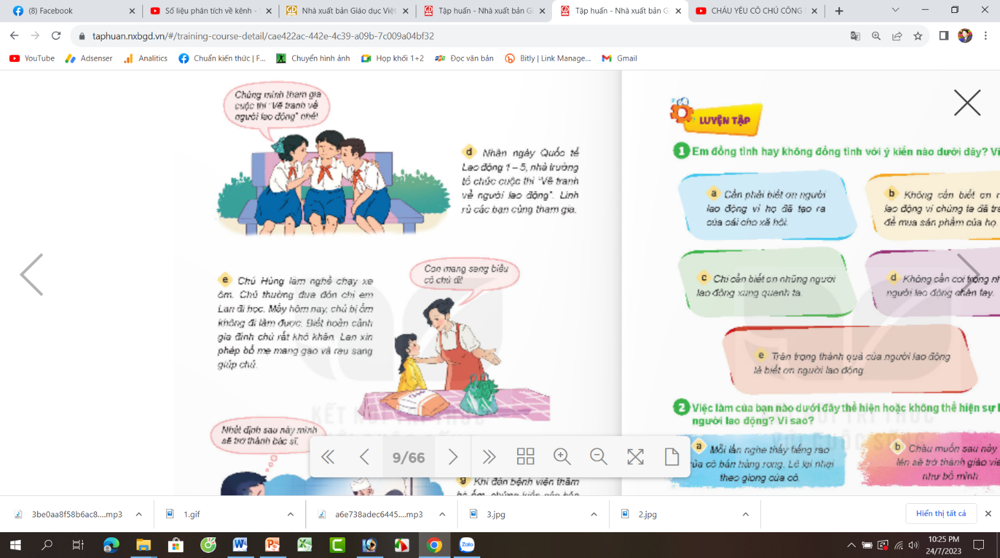 (8) Facebook
Số liệu phân tích về kênh -
Nhà xuất bản Giáo dục Việt
Tập huấn - Nhà xuất bản G
Tập huấn - Nhà xuất bản G
CHÁU YÊU CÔ CHÚ CÔNG
taphuan.nxbgd.vn/#/training-course-detail/cae422ac-442e-4c39-a09b-7c009a04bf32
YouTube
Adsenser
Analitics
Chuẩn kiến thức | F...
Chuyển hình ảnh
Họp khối 1+2
Đọc văn bản
Bitly | Link Manage...
Gmail
Chúng mình tham gia
cuộc thi "Vẽ tranh về
người lao động" nhé!
d Nhân ngày Quốc tế
Lao động 1 – 5, nhà trường
tổ chức cuộc thi "Vẽ tranh
về người lao động". Linh
rủ các bạn cùng tham gia.
e Chú Hùng làm nghề chạy xe
ôm. Chú thường đưa đón chị em
Lan đi học. Mấy hôm nay, chú bị ốm
không đi làm được. Biết hoàn cảnh
gia đình chú rất khó khăn. Lan xin
phép bố mẹ mang gạo và rau sang
giúp chú.
Con mang sang biếu
cô chú đi!
Nhất định sau này mình
sẽ trở thành bác sĩ.
g Khi đến bệnh viện thăm
LUYỆN TẬP
1 Em đồng tình hay không đồng tình với ý kiến nào dưới đây? Vì
a Cần phải biết ơn người
lao động vì họ đã tạo ra
của cải cho xã hội.
b Không cần biết ơn
lao động vì chúng ta đã
để mua sản phẩm của họ
c Chỉ cần biết ơn những người
lao động xung quanh ta.
d Không cần coi trọng
người lao động chân tay.
e Trân trọng thành quả của người lao động
là biết ơn người lao động.
2 Việc làm của bạn nào dưới đây thể hiện hoặc không thể hiện sự
người lao động? Vì sao?
a Mỗi lần nghe thấy tiếng rao
của cô bán hàng rong, Lê lại nhại
theo giọng của cô.
b Cháu muốn sau này
lớn sẽ trở thành giáo
như bố mình.
KẾT NỐI TRI THỨC
9/66
3be0aa8f58b6ac8....mp3
1.gif
a6e738adec6445....mp3
3.jpg
2.jpg
Hiển thị tất cả
Zalo
10:25 PM
24/7/2023